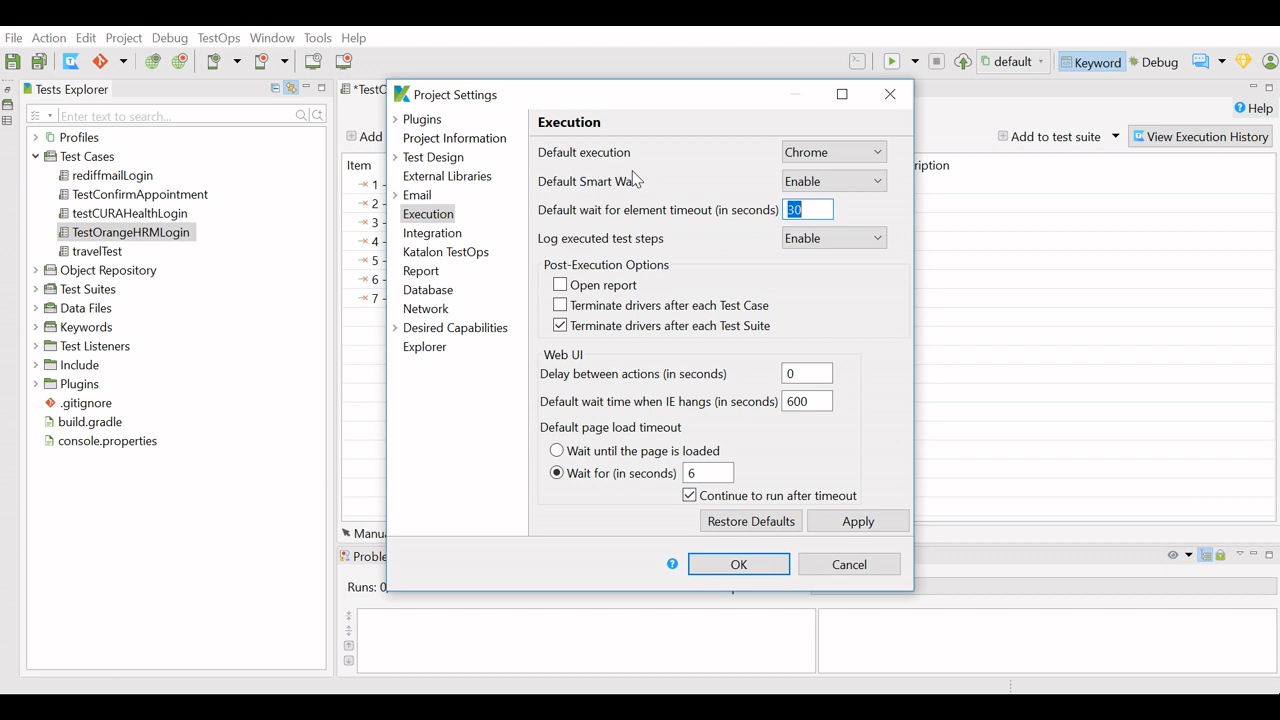 File Action Edit Project Debug TestOps Window Tools Help
default Keyword Debug
Tests Explorer
Enter text to search...
Profiles
Test Cases
rediffmailLogin
TestConfirmAppointment
testCURAHealthLogin
TestOrangeHRMLogin
travelTest
Object Repository
Test Suites
Data Files
Keywords
Test Listeners
Include
Plugins
.gitignore
build.gradle
console.properties
Help
Add
Add to test suite View Execution History
Item
1 -
2 -
3 -
4 -
5 -
6 -
7 -
Runs: 0
Project Settings
Plugins
Project Information
Test Design
External Libraries
Email
Execution
Integration
Katalon TestOps
Report
Database
Network
Desired Capabilities
Explorer
Execution
Default execution Chrome
Default Smart Enable
Default wait for element timeout (in seconds) 30
Log executed test steps Enable
Post-Execution Options
Open report
Terminate drivers after each Test Case
Terminate drivers after each Test Suite
Web UI
Delay between actions (in seconds) 0
Default wait time when IE hangs (in seconds) 600
Default page load timeout
Wait until the page is loaded
Wait for (in seconds) 6
Continue to run after timeout
Restore Defaults Apply
OK Cancel